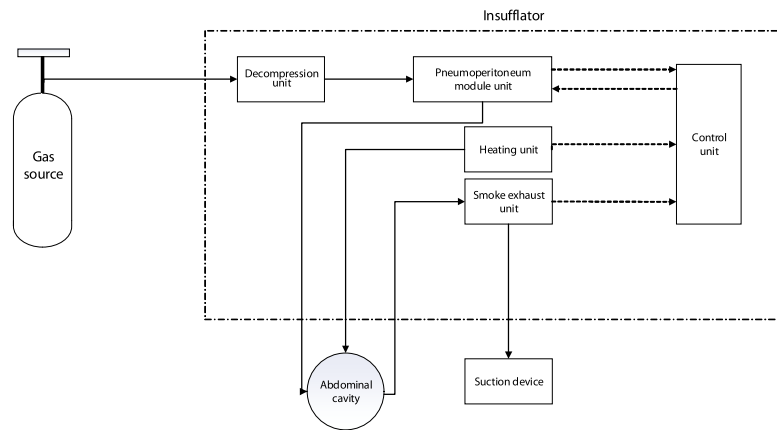 Insufflator
Decompression
unit
Pneumoperitoneum
module unit
Gas
source
Heating unit
Control
unit
Smoke exhaust
unit
Abdominal
cavity
Suction device